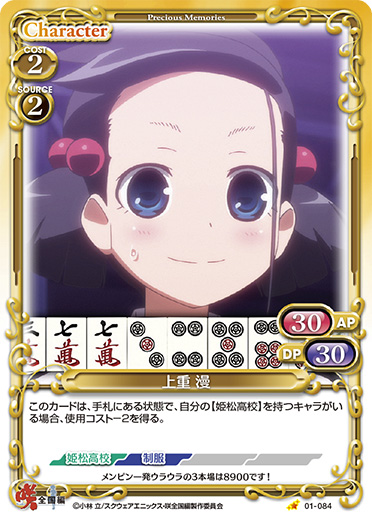 Precious Memories
Character
COST
2
SOURCE
2
七 七
萬 萬
30 AP
DP 30
上重 漫
このカードは、手札にある状態で、自分の【姫松高校】を持つキャラがい
る場合、使用コスト−2を得る。
姫松高校 制服
メンピン一発ウラウラの3本場は8900です!
咲 全国編
©小林 立/スクウェアエニックス・咲全国編製作委員会
01-084